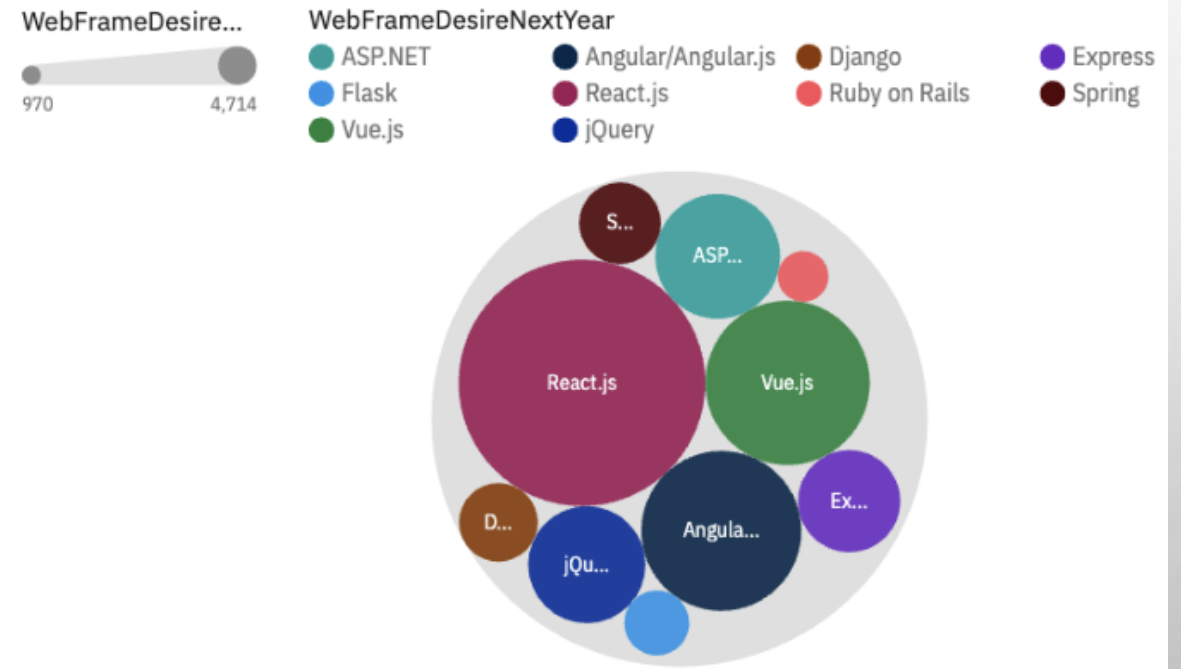 WebFrameDesire...
970 4,714
WebFrameDesireNextYear
ASP.NET Angular/Angular.js Django Express
Flask React.js Ruby on Rails Spring
Vue.js jQuery
S...
ASP...
React.js
Vue.js
Ex...
D...
Angula...
jQu...